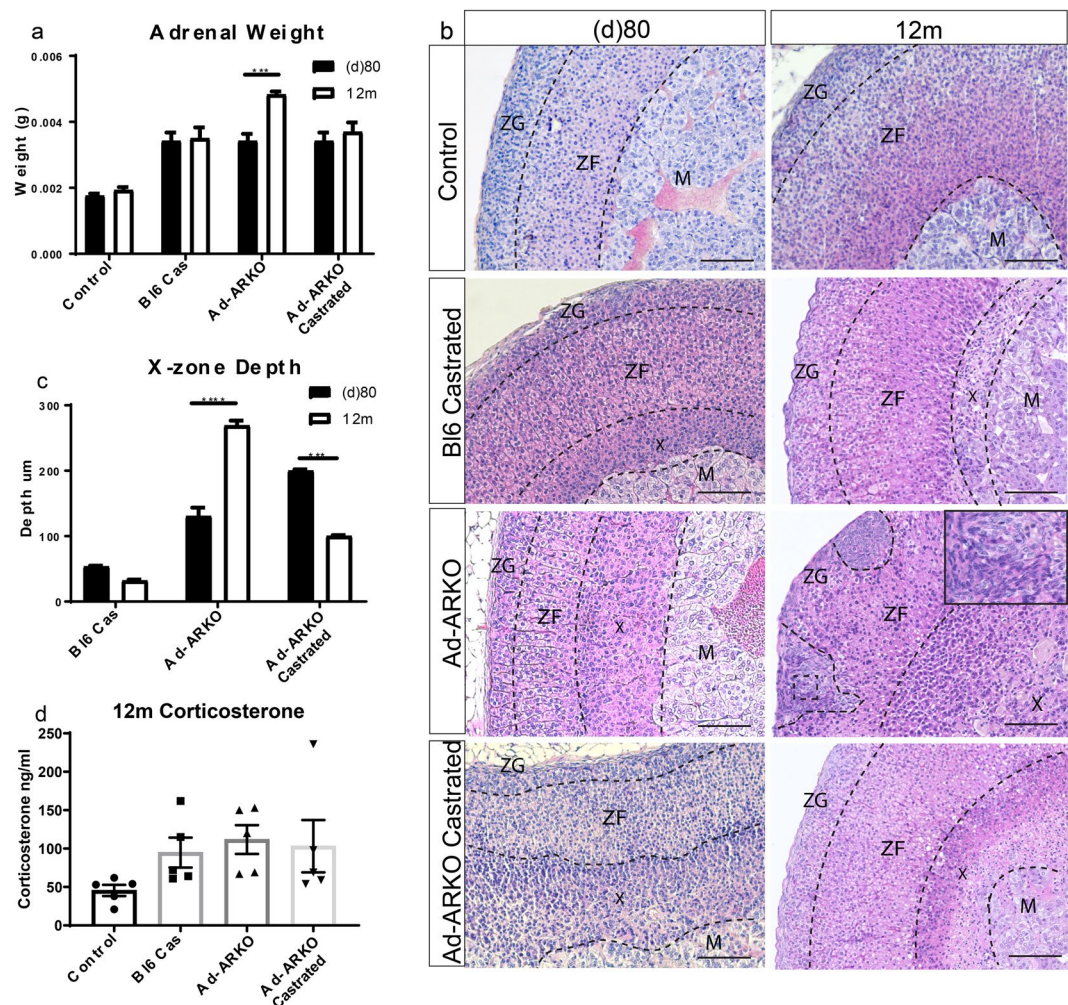 a
Adrenal Weight
Weight (g)
0.006
0.004
0.002
0.000
(d)80
12m
****
Control
Bl6 Cas
Ad-ARKO
Ad-ARKO
Castrated
c
X-zone Depth
Depth um
300
200
100
0
(d)80
12m
****
***
Bl6 Cas
Ad-ARKO
Ad-ARKO
Castrated
d
12m Corticosterone
Corticosterone ng/ml
250
200
150
100
50
0
Control
Bl6 Cas
Ad-ARKO
Ad-ARKO
Castrated
b
(d)80
12m
Control
ZG
ZF
M
ZG
ZF
M
Bl6 Castrated
ZG
ZF
X
M
ZG
ZF
X
M
Ad-ARKO
ZG
ZF
X
M
ZG
ZF
X
Ad-ARKO Castrated
ZG
ZF
X
M
ZG
ZF
X
M